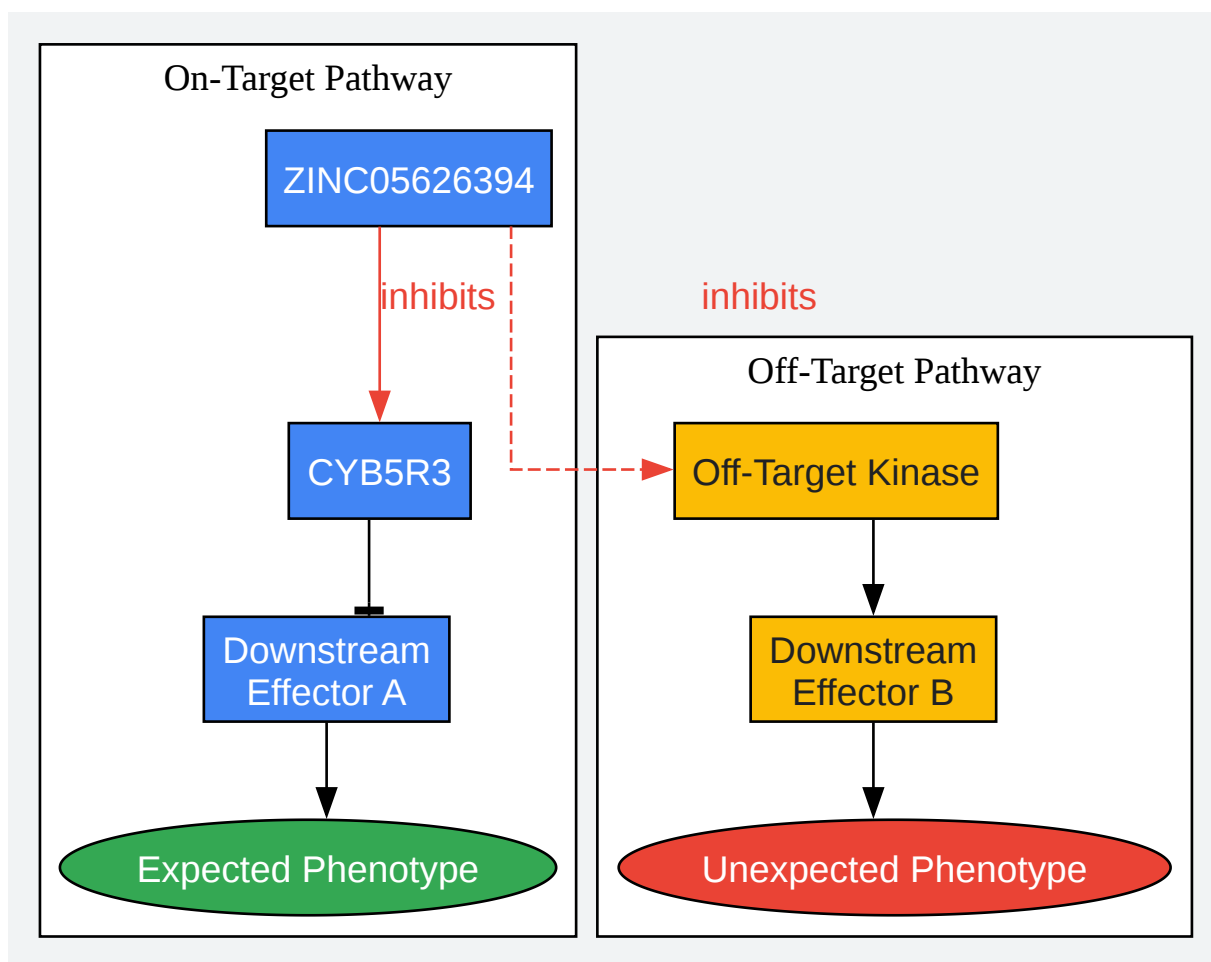 On-Target Pathway
ZINC05626394
inhibits
inhibits
Off-Target Pathway
CYB5R3
Off-Target Kinase
Downstream
Effector A
Downstream
Effector B
Expected Phenotype
Unexpected Phenotype